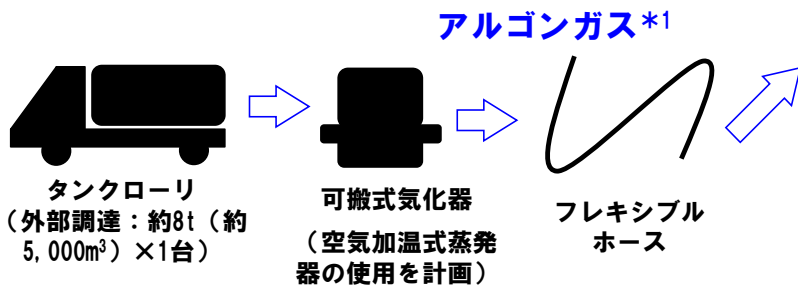 アルゴンガス*1
タンクローリ
(外部調達:約8t(約
5,000m³)×1台)
可搬式気化器
(空気加温式蒸発
器の使用を計画)
フレキシブル
ホース